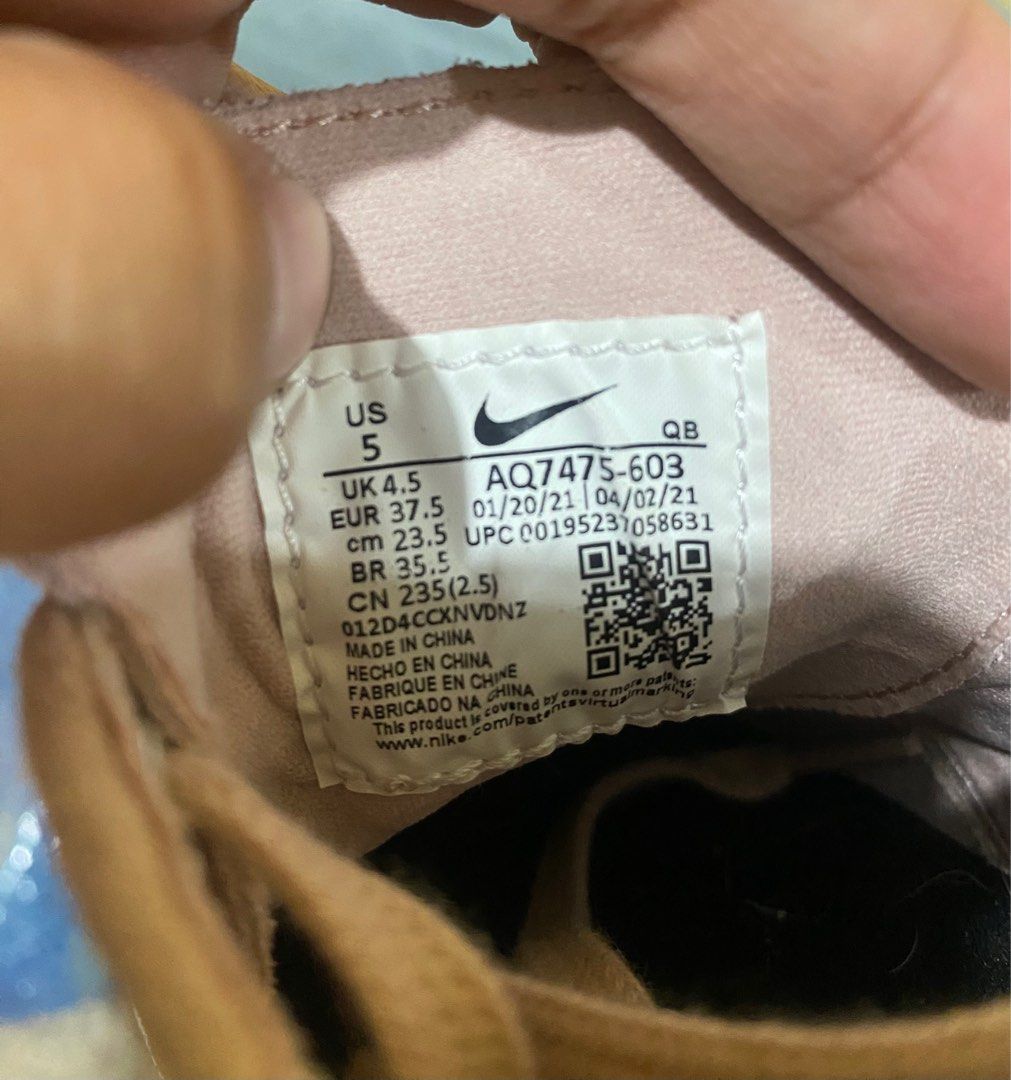 US
5
QB
UK 4.5
AQ7475-603
EUR 37.5
01/20/21 | 04/02/21
cm 23.5
UPC 00195237058631
BR 35.5
CN 235(2.5)
012D4CCXNVDNZ
MADE IN CHINA
HECHO EN CHINA
FABRIQUE EN CHINE
FABRICADO NA CHINA
This product is covered by one or more patents:
www.nike.com/patentsvirtualmarking